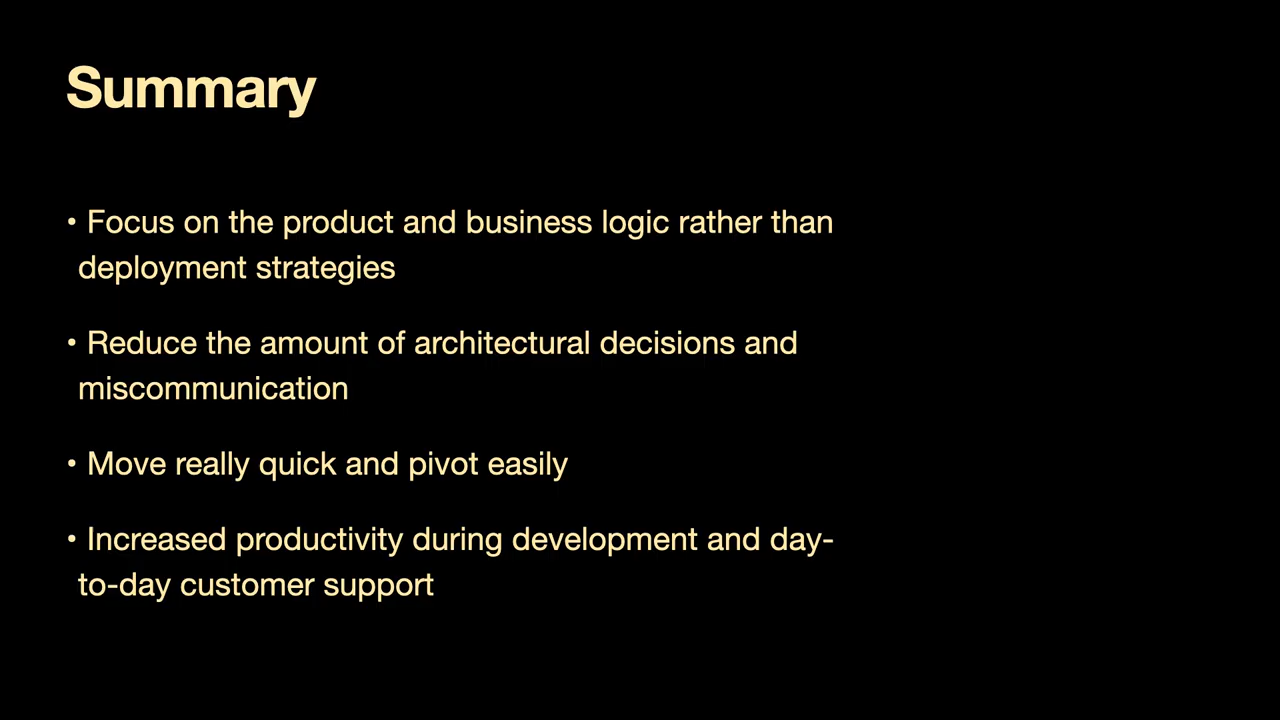 Summary
• Focus on the product and business logic rather than
deployment strategies
• Reduce the amount of architectural decisions and
miscommunication
• Move really quick and pivot easily
• Increased productivity during development and day-
to-day customer support